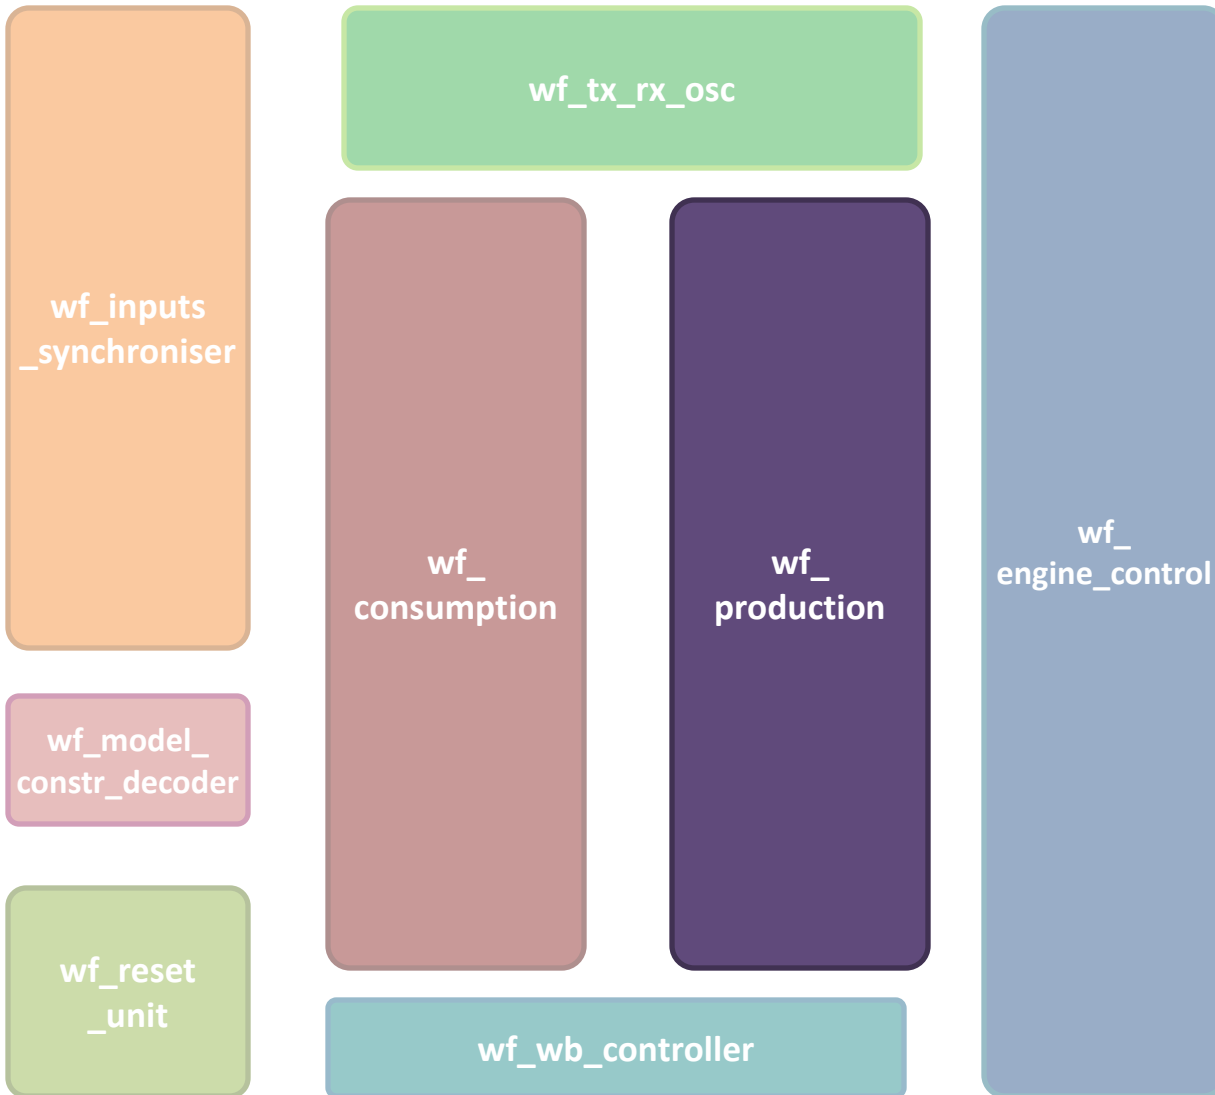 wf_tx_rx_osc
wf_inputs
_synchroniser
wf_
consumption
wf_
production
wf_
engine_control
wf_model_
constr_decoder
wf_reset
_unit
wf_wb_controller